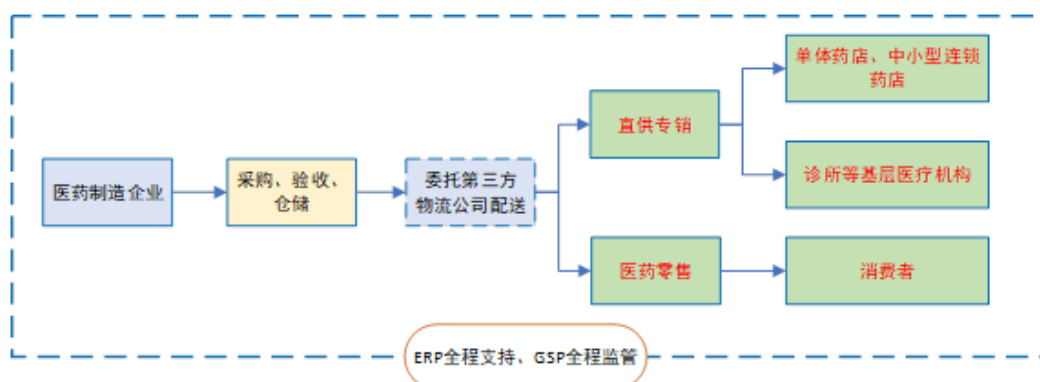 单体药店、中小型连锁
药店
直供专销
医药制造企业
采购、验收、
仓储
委托第三方
物流公司配送
诊所等基层医疗机构
医药零售
消费者
ERP全程支持、GSP全程监管